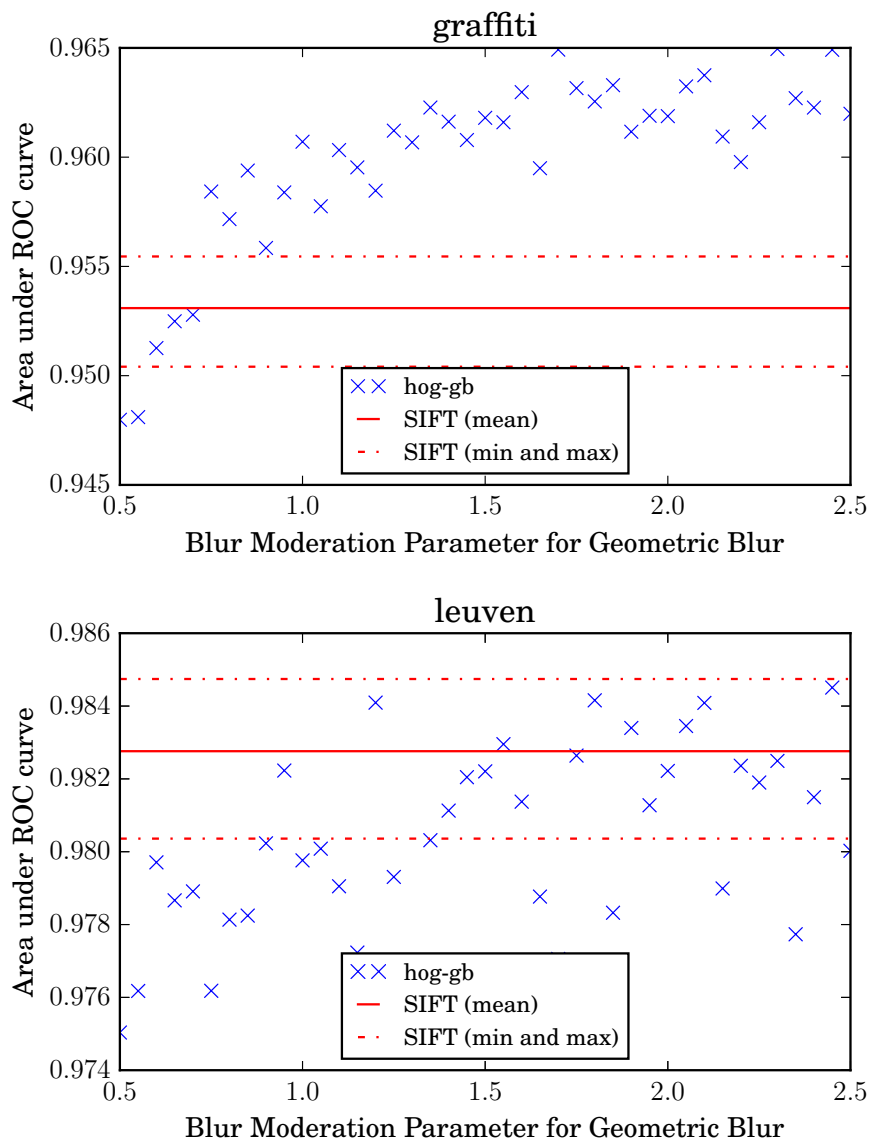 graffiti
0.965
0.960
0.955
0.950
0.945
Area under ROC curve
hog-gb
SIFT (mean)
SIFT (min and max)
0.5 1.0 1.5 2.0 2.5
Blur Moderation Parameter for Geometric Blur
leuven
0.986
0.984
0.982
0.980
0.978
0.976
0.974
Area under ROC curve
hog-gb
SIFT (mean)
SIFT (min and max)
0.5 1.0 1.5 2.0 2.5
Blur Moderation Parameter for Geometric Blur